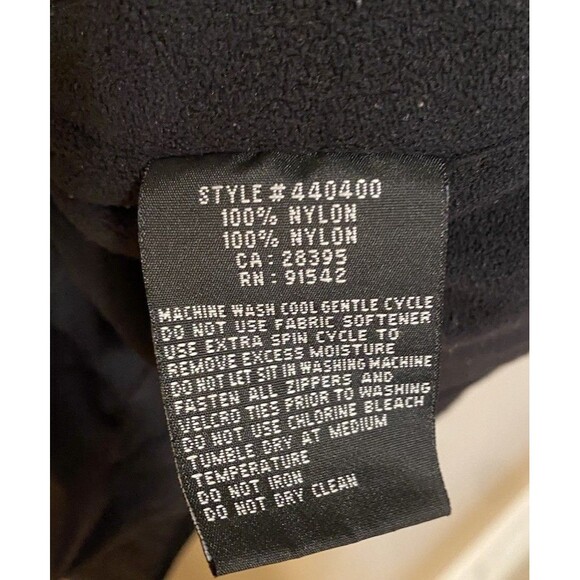 STYLE # 440400
100% NYLON
100% NYLON
CA : 28395
RN : 91542
MACHINE WASH COOL GENTLE CYCLE
DO NOT USE FABRIC SOFTENER
USE EXTRA SPIN CYCLE TO
REMOVE EXCESS MOISTURE
DO NOT LET SIT IN WASHING MACHINE
FASTEN ALL ZIPPERS AND
VELCRO TIES PRIOR TO WASHING
DO NOT USE CHLORINE BLEACH
TUMBLE DRY AT MEDIUM
TEMPERATURE
DO NOT IRON
DO NOT DRY CLEAN